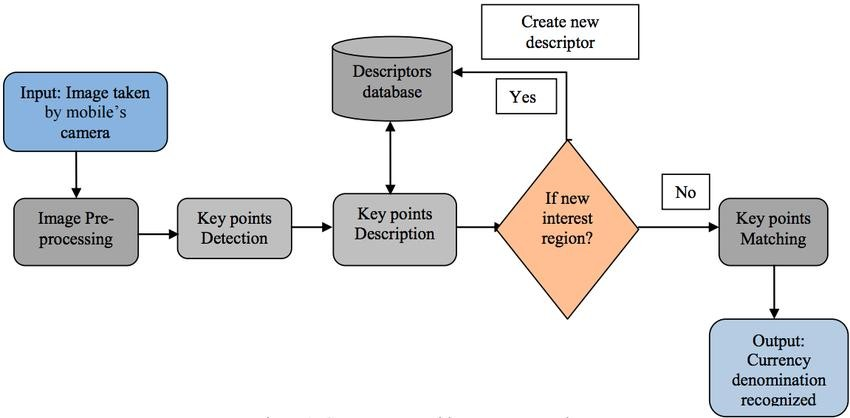 Create new
descriptor
Descriptors
database
Yes
Input: Image taken
by mobile's
camera
Image Pre-
processing
Key points
Detection
Key points
Description
If new
interest
region?
No
Key points
Matching
Output:
Currency
denomination
recognized